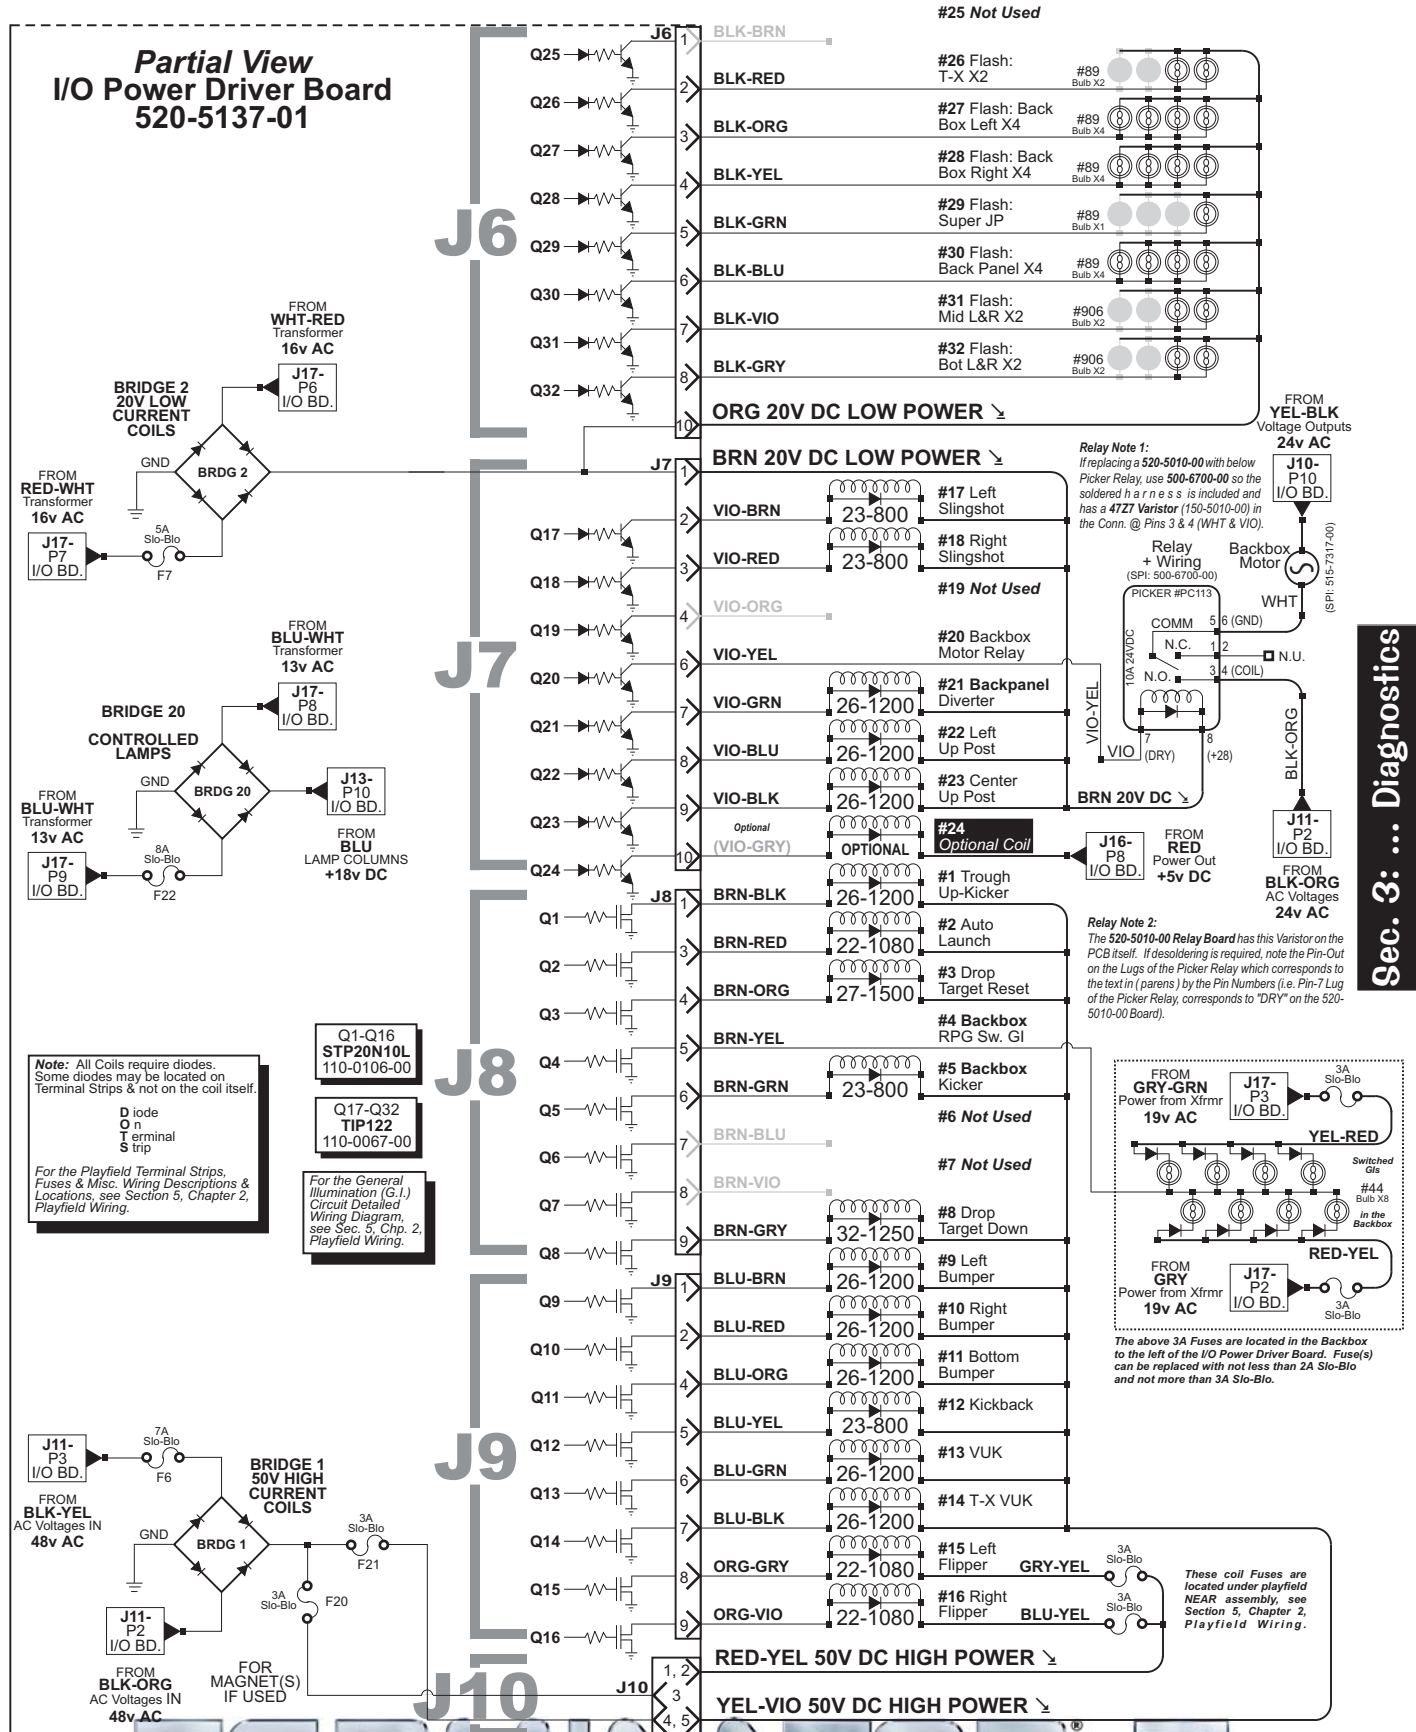 Partial View
I/O Power Driver Board
520-5137-01
J6
Q25
Q26
Q27
Q28
Q29
Q30
Q31
Q32
J6
1
2
3
4
5
6
7
8
10
BLK-BRN
BLK-RED
BLK-ORG
BLK-YEL
BLK-GRN
BLK-BLU
BLK-VIO
BLK-GRY
ORG 20V DC LOW POWER
#25 Not Used
#26 Flash:
T-X X2
#89
Bulb X2
#27 Flash: Back
Box Left X4
#89
Bulb X4
#28 Flash: Back
Box Right X4
#89
Bulb X4
#29 Flash:
Super JP
#89
Bulb X1
#30 Flash:
Back Panel X4
#89
Bulb X4
#31 Flash:
Mid L&R X2
#906
Bulb X2
#32 Flash:
Bot L&R X2
#906
Bulb X2
FROM
WHT-RED
Transformer
16v AC
J17-
P6
I/O BD.
BRIDGE 2
20V LOW
CURRENT
COILS
GND
BRDG 2
FROM
RED-WHT
Transformer
16v AC
J17-
P7
I/O BD.
5A
Slo-Blo
F7
FROM
BLU-WHT
Transformer
13v AC
J17-
P8
I/O BD.
BRIDGE 20
CONTROLLED
LAMPS
GND
BRDG 20
J13-
P10
I/O BD.
FROM
BLU
LAMP COLUMNS
+18v DC
FROM
BLU-WHT
Transformer
13v AC
J17-
P9
I/O BD.
8A
Slo-Blo
F22
J7
Q17
Q18
Q19
Q20
Q21
Q22
Q23
Q24
J7
1
2
3
4
6
7
8
9
10
BRN 20V DC LOW POWER
VIO-BRN
23-800
#17 Left
Slingshot
VIO-RED
23-800
#18 Right
Slingshot
VIO-ORG
#19 Not Used
VIO-YEL
#20 Backbox
Motor Relay
VIO-GRN
26-1200
#21 Backpanel
Diverter
VIO-BLU
26-1200
#22 Left
Up Post
VIO-BLK
26-1200
#23 Center
Up Post
Optional
(VIO-GRY)
OPTIONAL
#24
Optional Coil
BRN 20V DC
J16-
P8
I/O BD.
FROM
RED
Power Out
+5v DC
Relay Note 1:
If replacing a 520-5010-00 with below
Picker Relay, use 500-6700-00 so the
soldered h a r n e s s is included and
has a 47Z7 Varistor (150-5010-00) in
the Conn. @ Pins 3 & 4 (WHT & VIO).
FROM
YEL-BLK
Voltage Outputs
24v AC
J10-
P10
I/O BD.
Backbox
Motor
(SPI: 515-7317-00)
WHT
Relay
+ Wiring
(SPI: 500-6700-00)
PICKER #PC113
10A 24VDC
COMM
N.C.
N.O.
5
6 (GND)
1
2
N.U.
3
4 (COIL)
VIO-YEL
VIO
7
(DRY)
8
(+28)
BLK-ORG
J11-
P2
I/O BD.
FROM
BLK-ORG
AC Voltages
24v AC
Relay Note 2:
The 520-5010-00 Relay Board has this Varistor on the
PCB itself. If desoldering is required, note the Pin-Out
on the Lugs of the Picker Relay which corresponds to
the text in ( parens ) by the Pin Numbers (i.e. Pin-7 Lug
of the Picker Relay, corresponds to "DRY" on the 520-
5010-00 Board).
Sec. 3: ... Diagnostics
J8
Q1
Q2
Q3
Q4
Q5
Q6
Q7
Q8
J8
1
3
4
5
6
7
8
9
BRN-BLK
26-1200
#1 Trough
Up-Kicker
BRN-RED
22-1080
#2 Auto
Launch
BRN-ORG
27-1500
#3 Drop
Target Reset
BRN-YEL
#4 Backbox
RPG Sw. GI
BRN-GRN
23-800
#5 Backbox
Kicker
#6 Not Used
BRN-BLU
#7 Not Used
BRN-VIO
BRN-GRY
32-1250
#8 Drop
Target Down
Note: All Coils require diodes.
Some diodes may be located on
Terminal Strips & not on the coil itself.
D iode
O n
T erminal
S trip
For the Playfield Terminal Strips,
Fuses & Misc. Wiring Descriptions &
Locations, see Section 5, Chapter 2,
Playfield Wiring.
Q1-Q16
STP20N10L
110-0106-00
Q17-Q32
TIP122
110-0067-00
For the General
Illumination (G.I.)
Circuit Detailed
Wiring Diagram,
see Sec. 5, Chp. 2,
Playfield Wiring.
FROM
GRY-GRN
Power from Xfrmr
19v AC
J17-
P3
I/O BD.
3A
Slo-Blo
YEL-RED
Switched
GIs
#44
Bulb X8
in the
Backbox
RED-YEL
FROM
GRY
Power from Xfrmr
19v AC
J17-
P2
I/O BD.
3A
Slo-Blo
The above 3A Fuses are located in the Backbox
to the left of the I/O Power Driver Board. Fuse(s)
can be replaced with not less than 2A Slo-Blo
and not more than 3A Slo-Blo.
J9
Q9
Q10
Q11
Q12
Q13
Q14
Q15
Q16
J9
1
2
4
5
6
7
8
9
BLU-BRN
26-1200
#9 Left
Bumper
BLU-RED
26-1200
#10 Right
Bumper
BLU-ORG
26-1200
#11 Bottom
Bumper
BLU-YEL
23-800
#12 Kickback
BLU-GRN
26-1200
#13 VUK
BLU-BLK
26-1200
#14 T-X VUK
ORG-GRY
22-1080
#15 Left
Flipper
GRY-YEL
3A
Slo-Blo
ORG-VIO
22-1080
#16 Right
Flipper
BLU-YEL
3A
Slo-Blo
These coil Fuses are
located under playfield
NEAR assembly, see
Section 5, Chapter 2,
Playfield Wiring.
J11-
P3
I/O BD.
FROM
BLK-YEL
AC Voltages IN
48v AC
7A
Slo-Blo
F6
BRIDGE 1
50V HIGH
CURRENT
COILS
GND
BRDG 1
3A
Slo-Blo
F21
3A
Slo-Blo
F20
J11-
P2
I/O BD.
FROM
BLK-ORG
AC Voltages IN
48v AC
FOR
MAGNET(S)
IF USED
J10
J10
1, 2
3
4, 5
RED-YEL 50V DC HIGH POWER
YEL-VIO 50V DC HIGH POWER
®